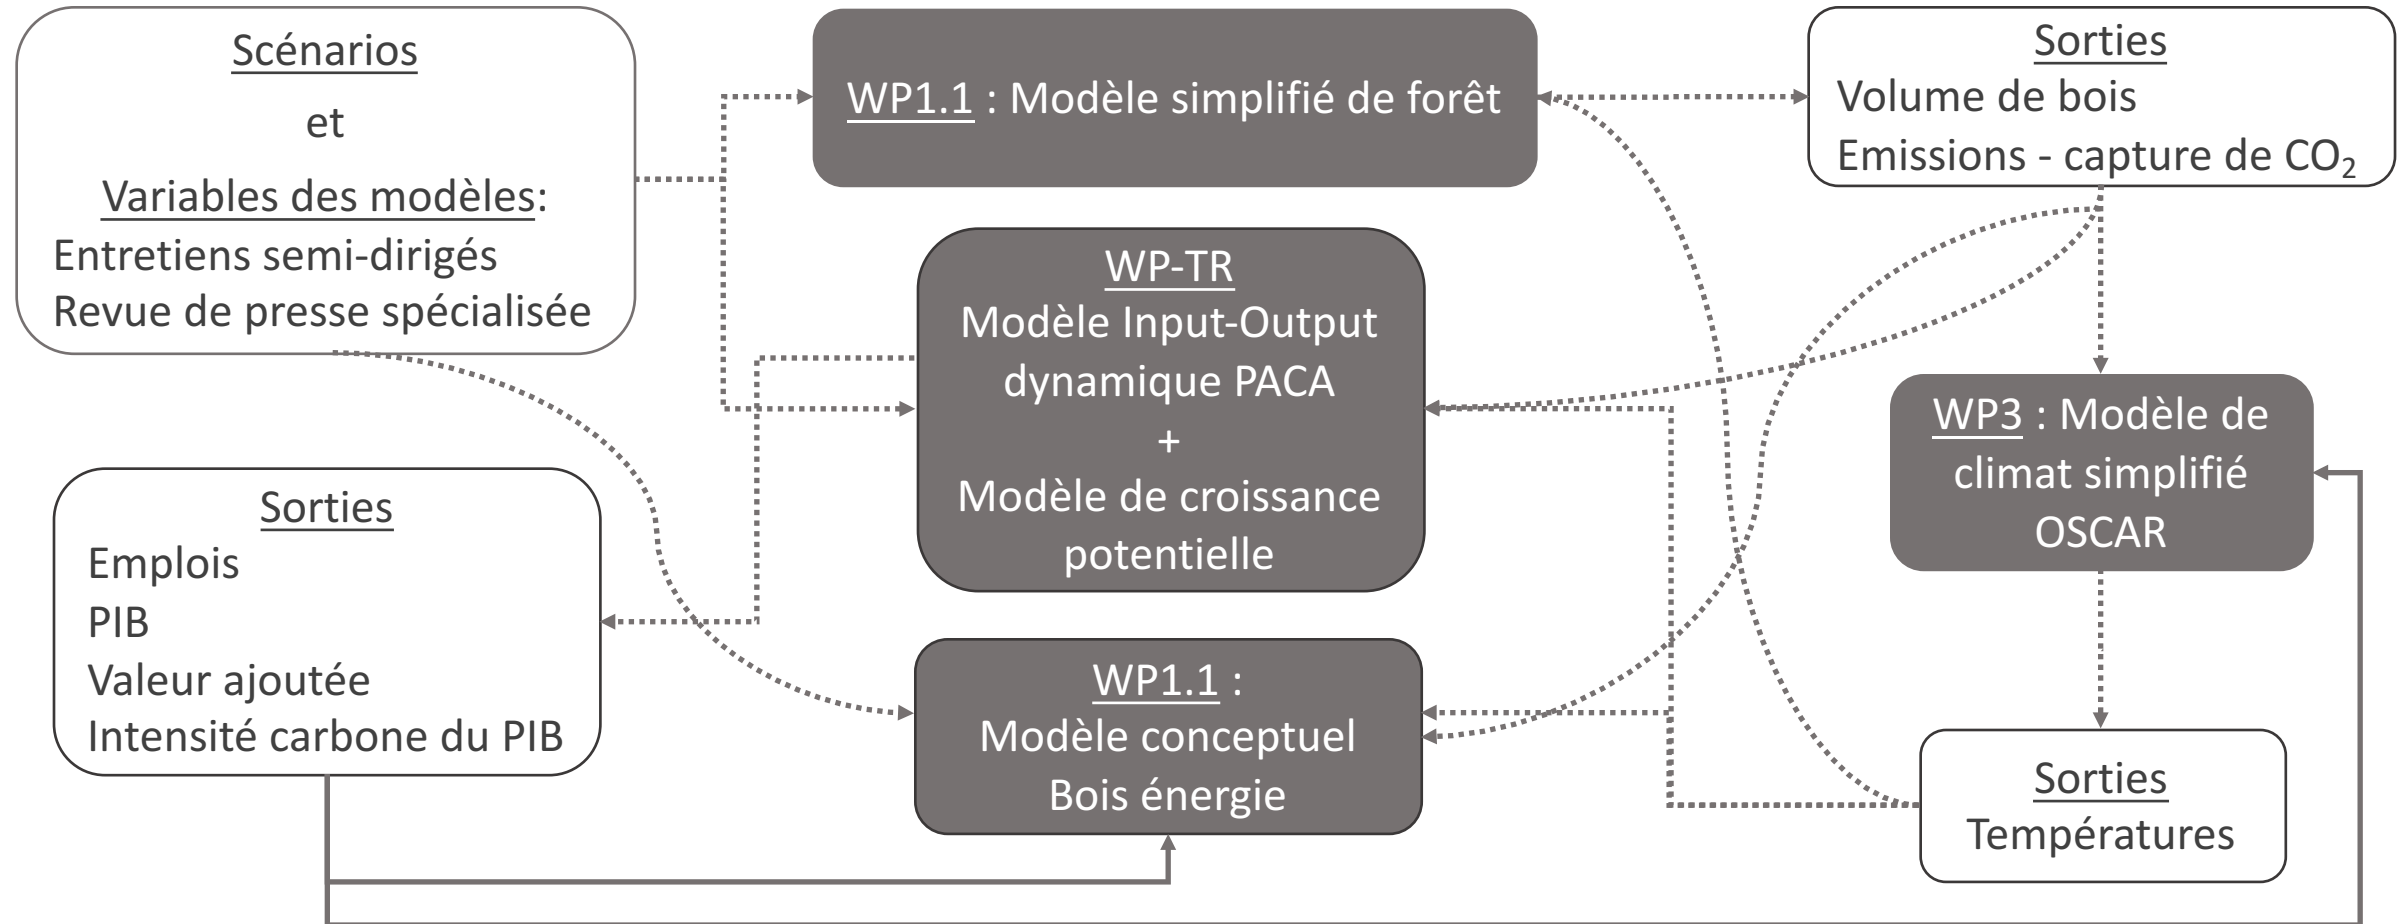 Scénarios
et
Variables des modèles:
Entretiens semi-dirigés
Revue de presse spécialisée
WP1.1 : Modèle simplifié de forêt
Sorties
Volume de bois
Emissions - capture de CO₂
WP-TR
Modèle Input-Output
dynamique PACA
+
Modèle de croissance
potentielle
WP3 : Modèle de
climat simplifié
OSCAR
Sorties
Emplois
PIB
Valeur ajoutée
Intensité carbone du PIB
WP1.1 :
Modèle conceptuel
Bois énergie
Sorties
Températures